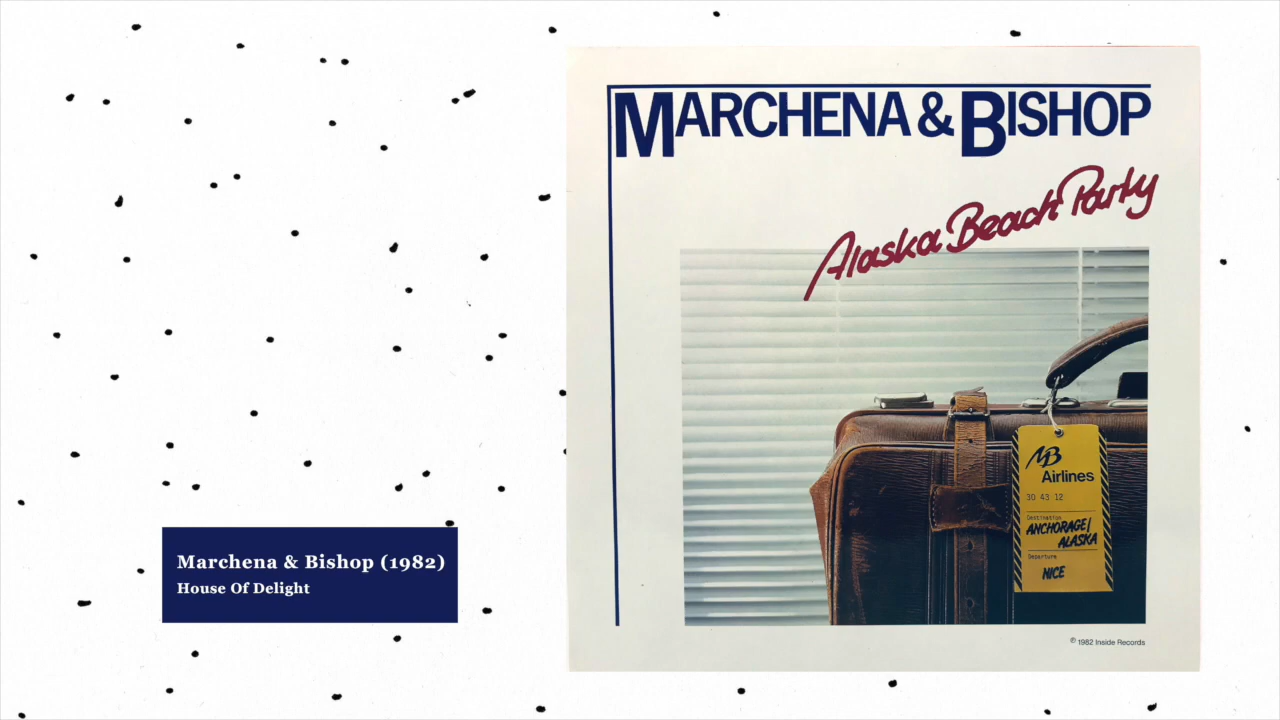 MARCHENA & BISHOP
Alaska Beach Party
MB
Airlines
30 43 12
Destination
ANCHORAGE/
ALASKA
Departure
NICE
℗ 1982 Inside Records
Marchena & Bishop (1982)
House Of Delight